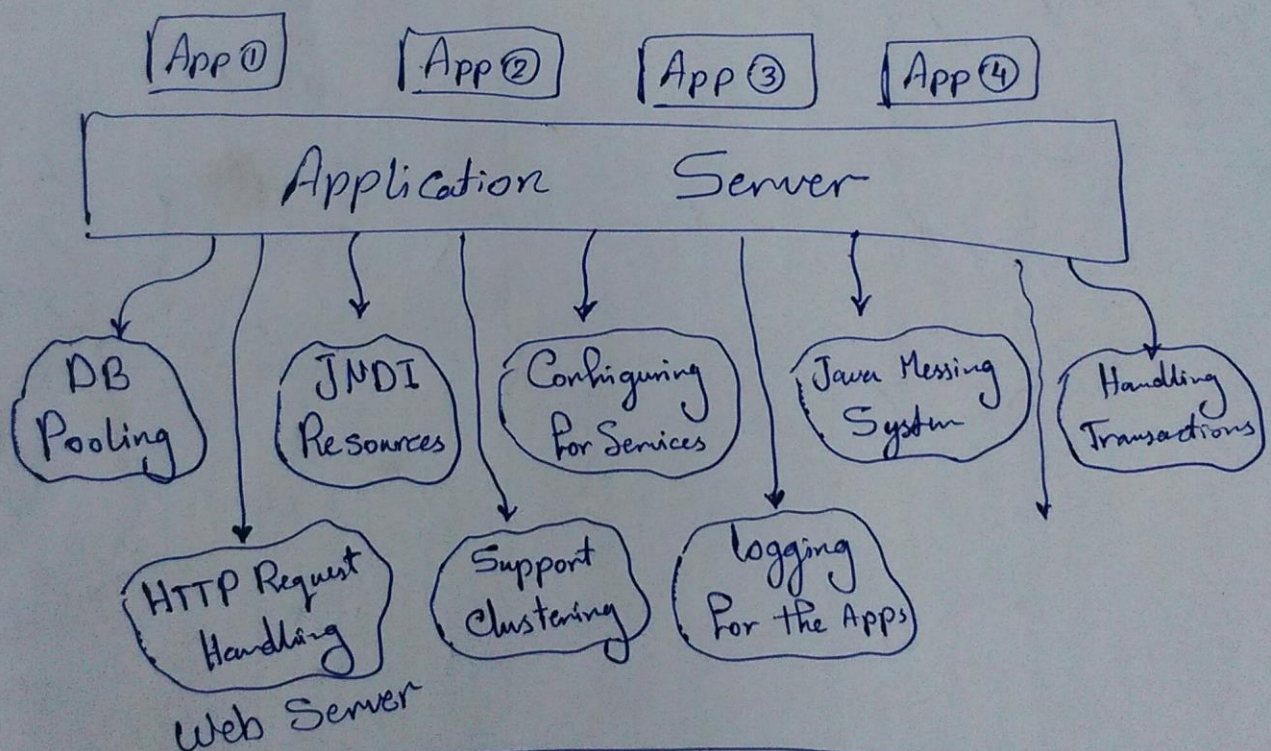 App ①
App ②
App ③
App ④
Application Server
DB
Pooling
JNDI
Resources
Configuring
for Services
Java Messing
System
Handling
Transactions
HTTP Request
Handling
Support
Clustering
Logging
for the Apps
Web Server